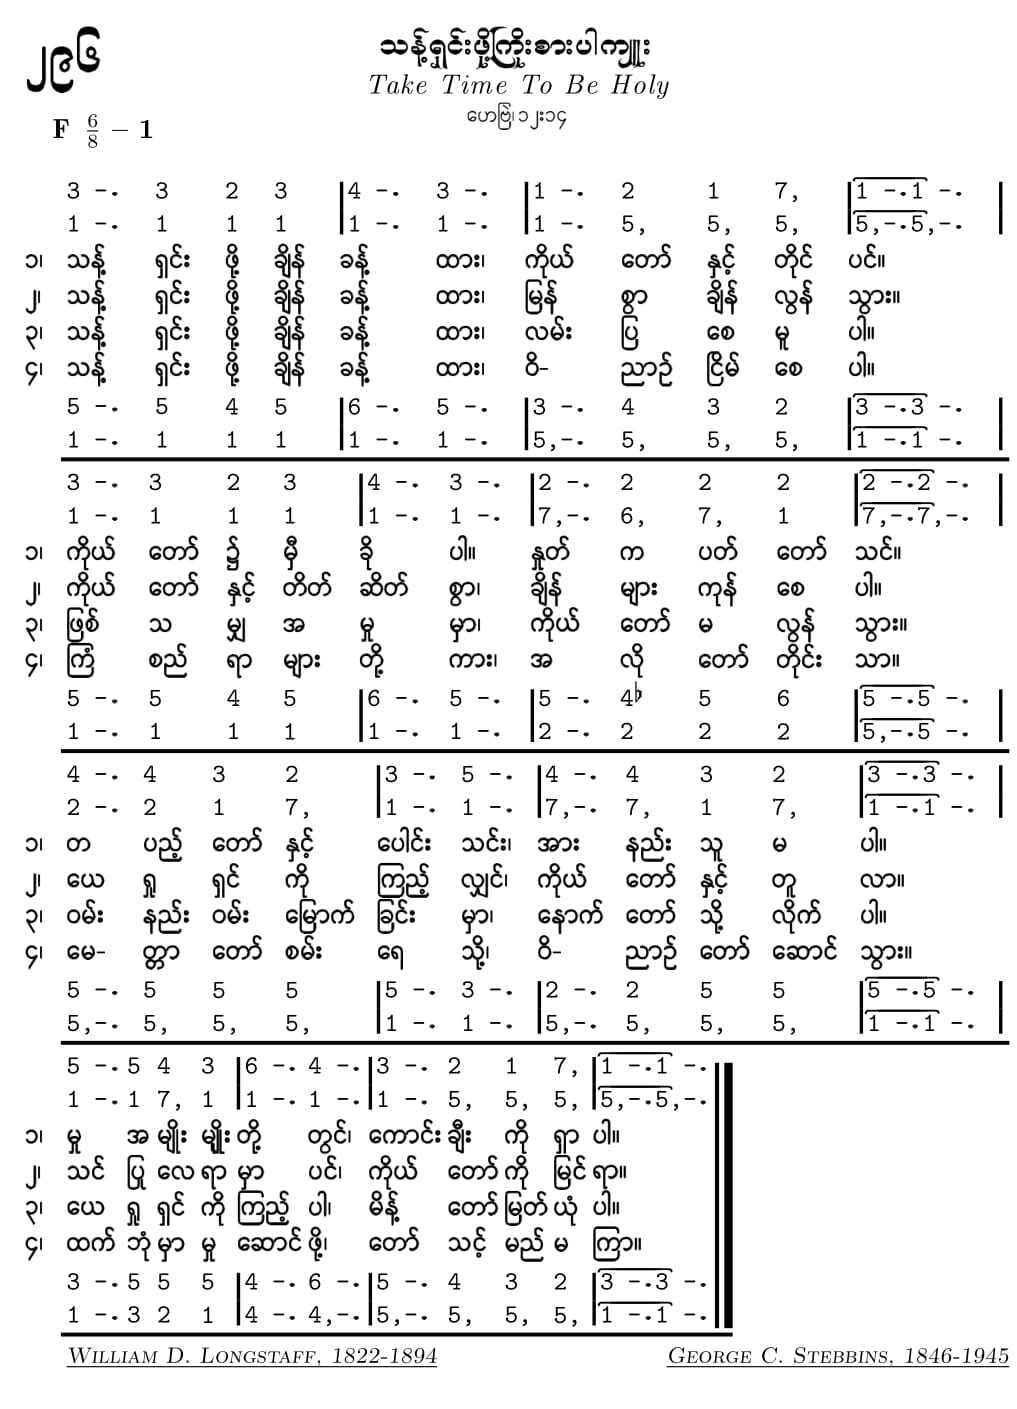 ၂၉၆
သန့်ရှင်းဖို့ကြိုးစားပါကျူး
Take Time To Be Holy
ဟေဗြဲ၊ ၁၂း၁၄
F 6/8 – 1
3 -. 3 2 3 |4 -. 3 -. |1 -. 2 1 7, |1 -.1 -. |
1 -. 1 1 1 |1 -. 1 -. |1 -. 5, 5, 5, |5,-.5,-. |
၁၊ သန့် ရှင်း ဖို့ ချိန် ခန့် ထား၊ ကိုယ် တော် နှင့် တိုင် ပင်။
၂၊ သန့် ရှင်း ဖို့ ချိန် ခန့် ထား၊ မြန် စွာ ချိန် လွန် သွား။
၃၊ သန့် ရှင်း ဖို့ ချိန် ခန့် ထား၊ လမ်း ပြ စေ မူ ပါ။
၄၊ သန့် ရှင်း ဖို့ ချိန် ခန့် ထား၊ ဝိ- ညာဉ် ငြိမ် စေ ပါ။
5 -. 5 4 5 |6 -. 5 -. |3 -. 4 3 2 |3 -.3 -. |
1 -. 1 1 1 |1 -. 1 -. |5,-. 5, 5, 5, |1 -.1 -. |
3 -. 3 2 3 |4 -. 3 -. |2 -. 2 2 2 |2 -.2 -. |
1 -. 1 1 1 |1 -. 1 -. |7,-. 6, 7, 1 |7,-.7,-. |
၁၊ ကိုယ် တော် ၌ မှီ ခို ပါ။ နှုတ် က ပတ် တော် သင်။
၂၊ ကိုယ် တော် နှင့် တိတ် ဆိတ် စွာ၊ ချိန် များ ကုန် စေ ပါ။
၃၊ ဖြစ် သ မျှ အ မှု မှာ၊ ကိုယ် တော် မ လွန် သွား။
၄၊ ကြံ စည် ရာ များ တို့ ကား၊ အ လို တော် တိုင်း သာ။
5 -. 5 4 5 |6 -. 5 -. |5 -. 4♭ 5 6 |5 -.5 -. |
1 -. 1 1 1 |1 -. 1 -. |2 -. 2 2 2 |5,-.5 -. |
4 -. 4 3 2 |3 -. 5 -. |4 -. 4 3 2 |3 -.3 -. |
2 -. 2 1 7, |1 -. 1 -. |7,-. 7, 1 7, |1 -.1 -. |
၁၊ တ ပည့် တော် နှင့် ပေါင်း သင်း၊ အား နည်း သူ မ ပါ။
၂၊ ယေ ရှု ရှင် ကို ကြည့် လျှင်၊ ကိုယ် တော် နှင့် တူ လာ။
၃၊ ဝမ်း နည်း ဝမ်း မြောက် ခြင်း မှာ၊ နောက် တော် သို့ လိုက် ပါ။
၄၊ မေ- တ္တာ တော် စမ်း ရေ သို့၊ ဝိ- ညာဉ် တော် ဆောင် သွား။
5 -. 5 5 5 |5 -. 3 -. |2 -. 2 5 5 |5 -.5 -. |
5,-. 5, 5, 5, |1 -. 1 -. |5,-. 5, 5, 5, |1 -.1 -. |
5 -. 5 4 3 |6 -. 4 -. |3 -. 2 1 7, |1 -.1 -.
1 -. 1 7, 1 |1 -. 1 -. |1 -. 5, 5, 5, |5,-.5,-.
၁၊ မှု အ မျိုး မျိုး တို့ တွင်၊ ကောင်း ချီး ကို ရှာ ပါ။
၂၊ သင် ပြု လေ ရာ မှာ ပင်၊ ကိုယ် တော် ကို မြင် ရာ။
၃၊ ယေ ရှု ရှင် ကို ကြည့် ပါ၊ မိန့် တော် မြတ် ယုံ ပါ။
၄၊ ထက် ဘုံ မှာ မှု ဆောင် ဖို့၊ တော် သင့် မည် မ ကြာ။
3 -. 5 5 5 |4 -. 6 -. |5 -. 4 3 2 |3 -.3 -.
1 -. 3 2 1 |4 -. 4,-. |5,-. 5, 5, 5, |1 -.1 -.
WILLIAM D. LONGSTAFF, 1822-1894
GEORGE C. STEBBINS, 1846-1945